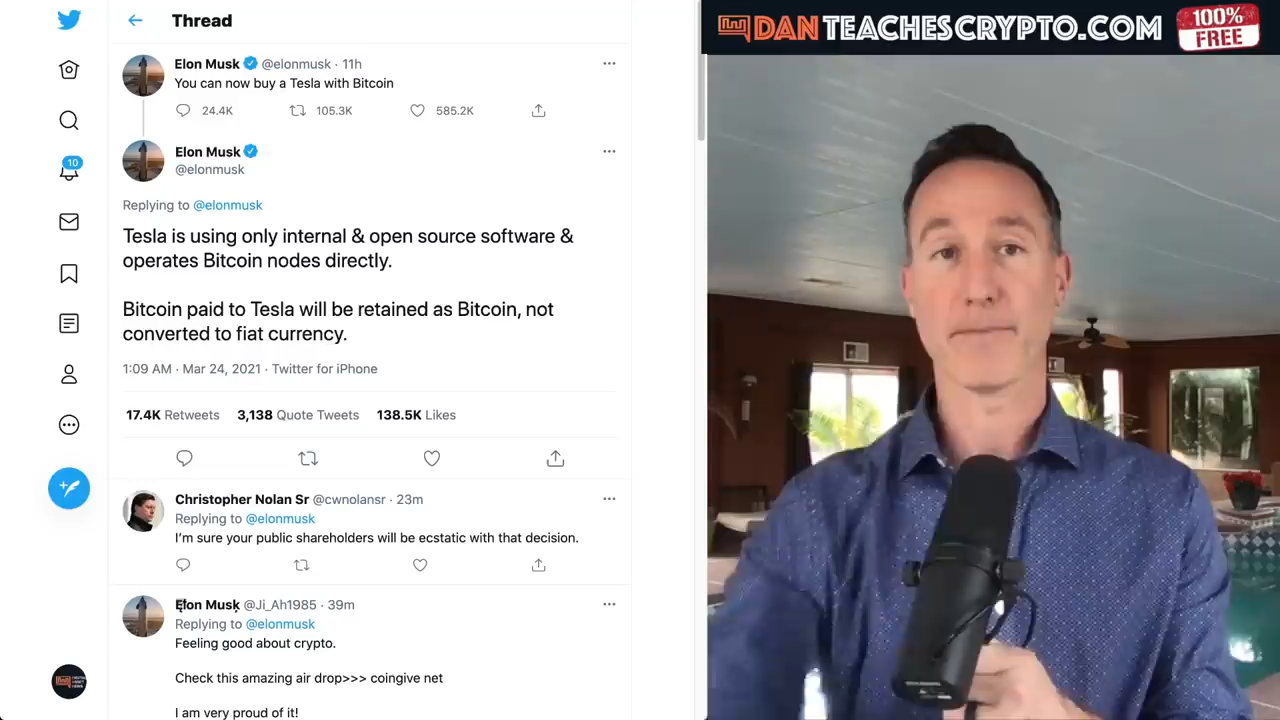 Thread
Elon Musk @elonmusk · 11h
You can now buy a Tesla with Bitcoin
24.4K 105.3K 585.2K
Elon Musk
@elonmusk
Replying to @elonmusk
Tesla is using only internal & open source software &
operates Bitcoin nodes directly.
Bitcoin paid to Tesla will be retained as Bitcoin, not
converted to fiat currency.
1:09 AM · Mar 24, 2021 · Twitter for iPhone
17.4K Retweets 3,138 Quote Tweets 138.5K Likes
Christopher Nolan Sr @cwnolansr · 23m
Replying to @elonmusk
I'm sure your public shareholders will be ecstatic with that decision.
Ẹlon Musḳ @Ji_Ah1985 · 39m
Replying to @elonmusk
Feeling good about crypto.
Check this amazing air drop>>> coingive net
I am very proud of it!
10
DANTEACHESCRYPTO.COM
100%
FREE